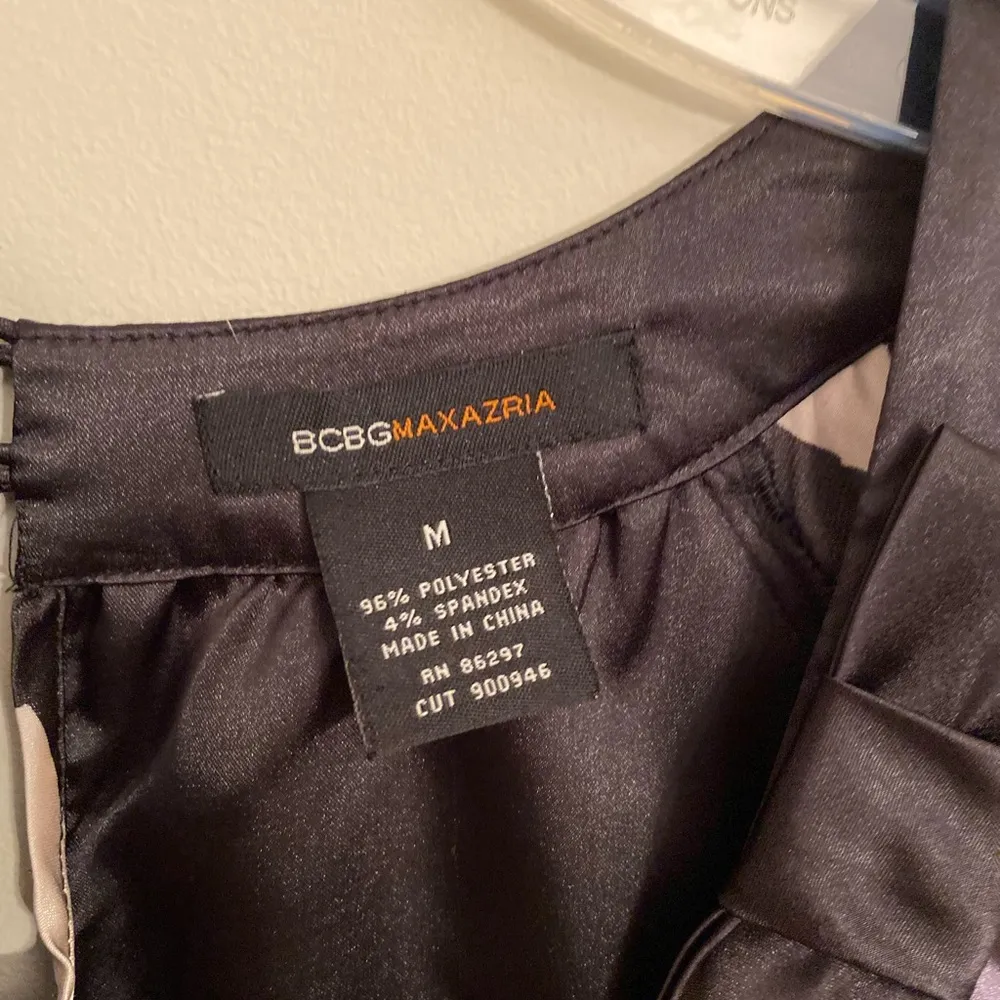 BCBGMAXAZRIA
M
96% POLYESTER
4% SPANDEX
MADE IN CHINA
RN 86297
CUT 900946